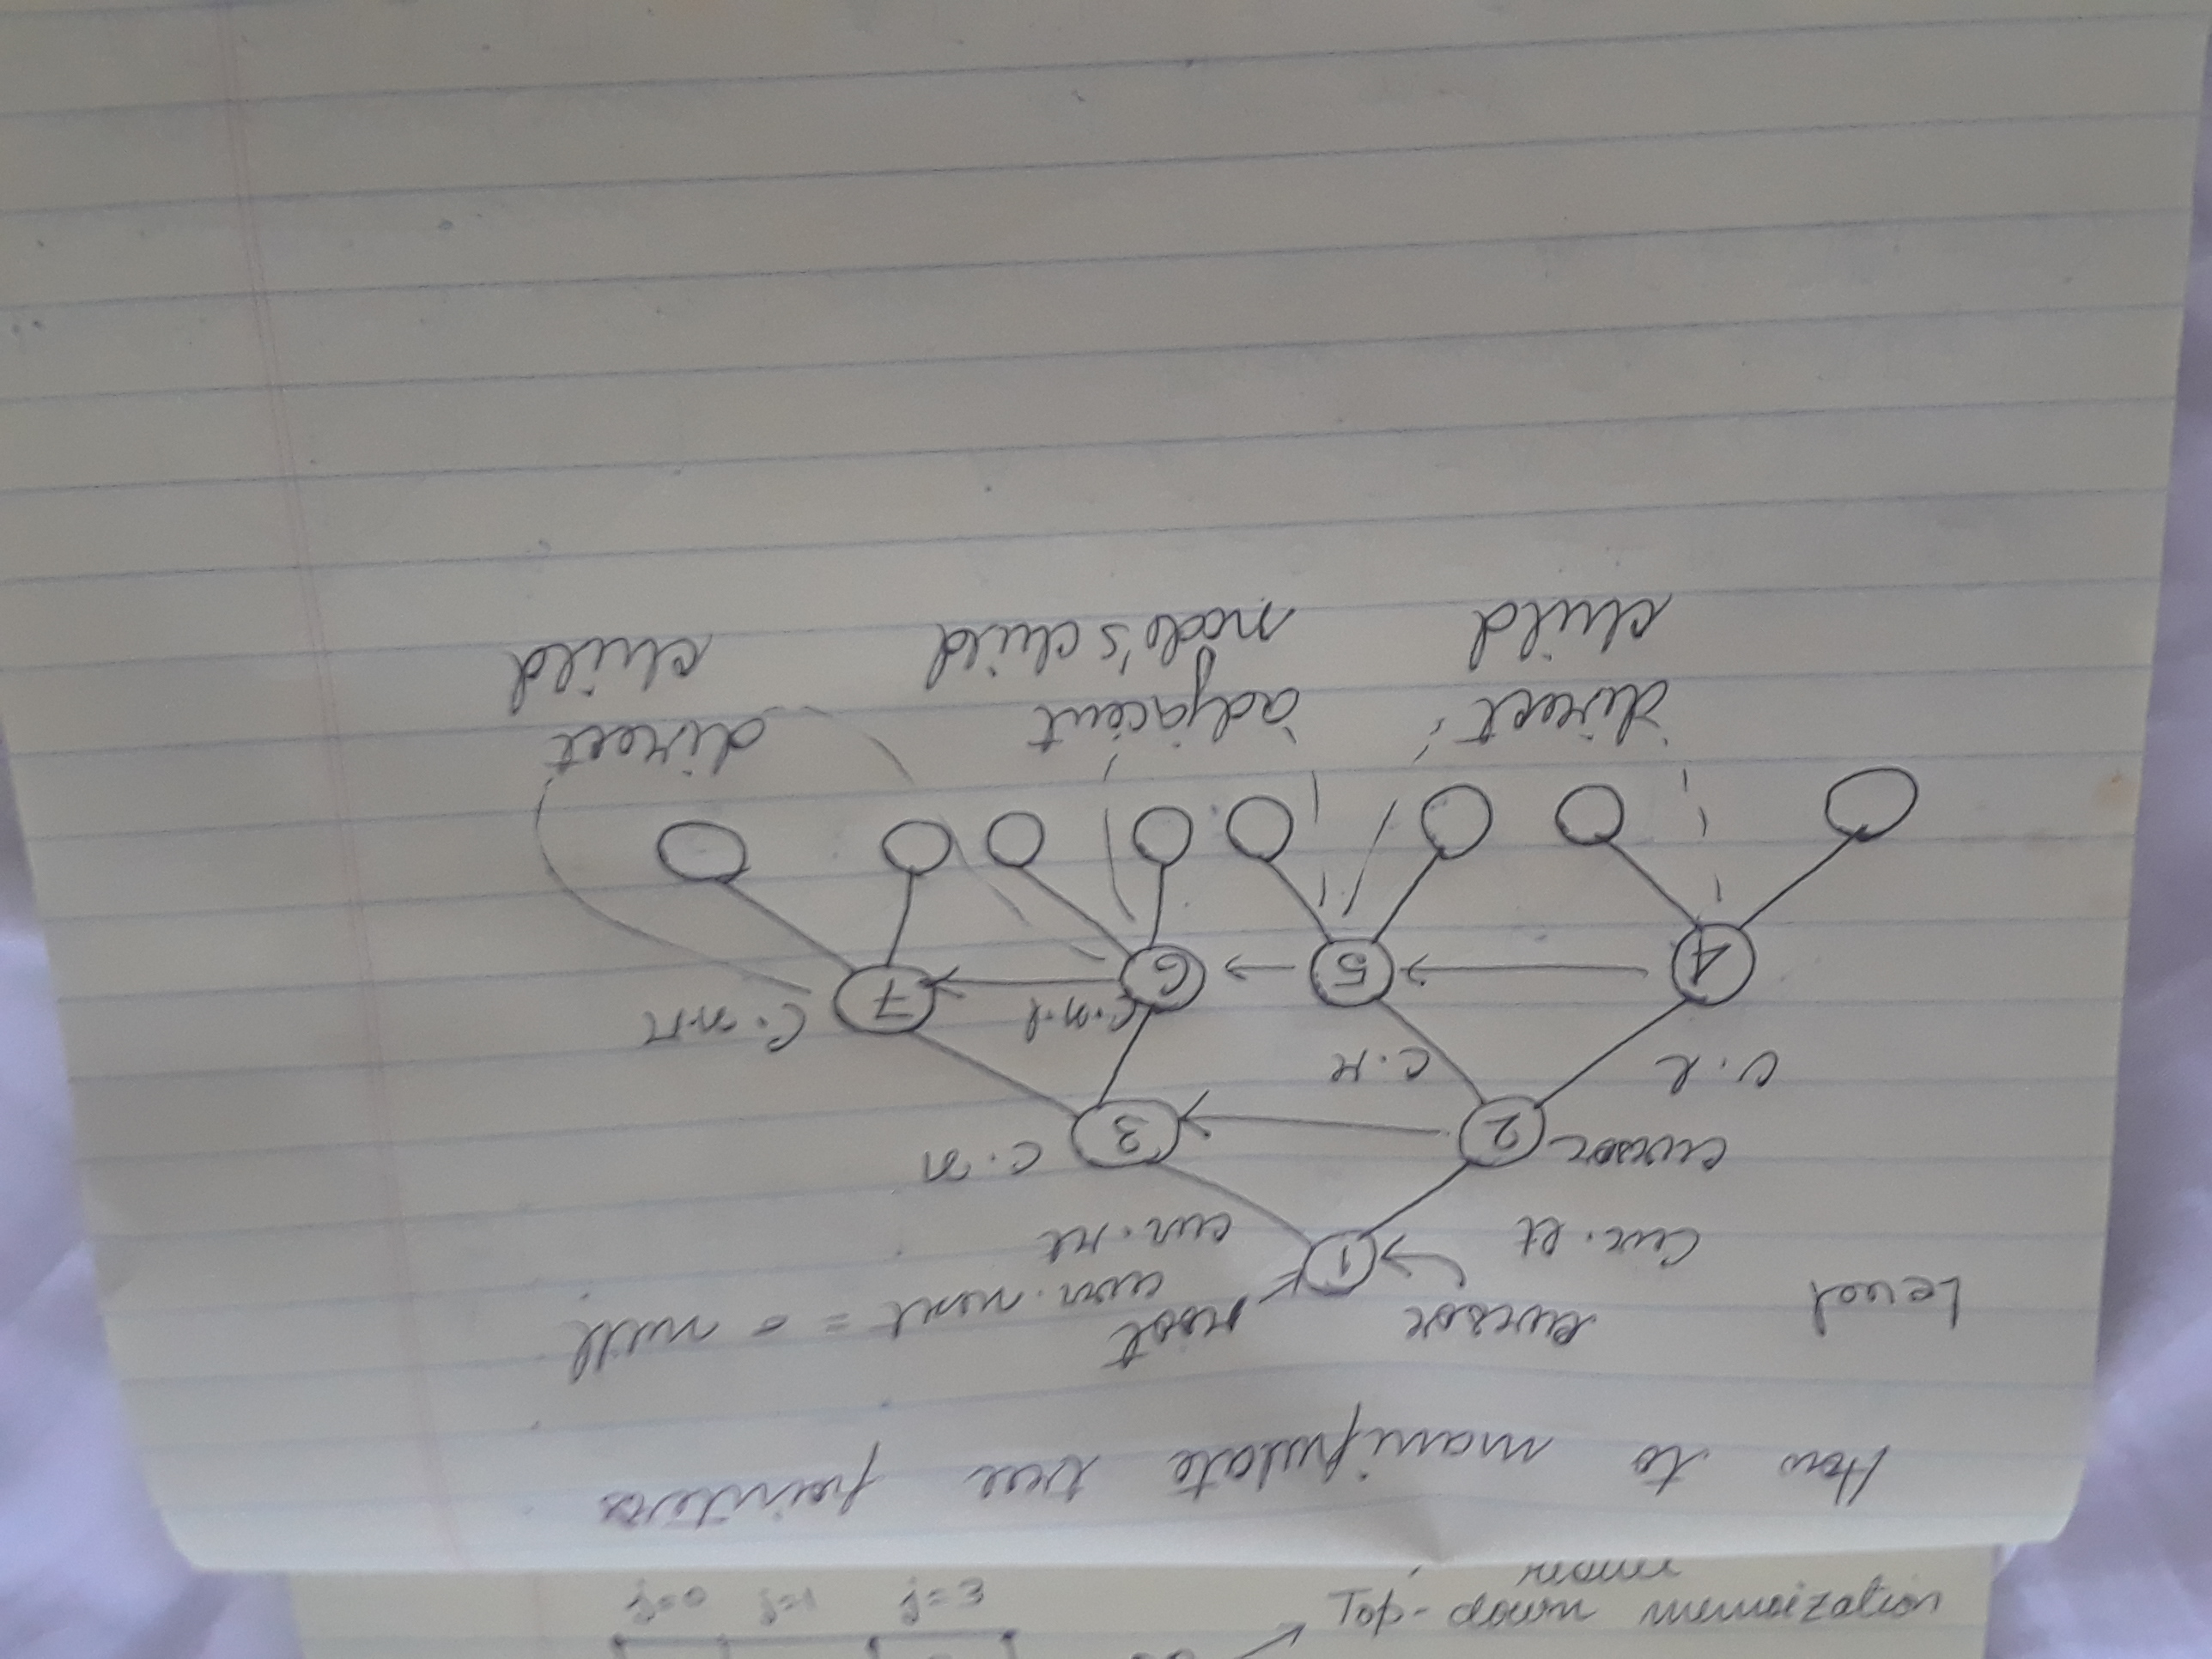 Top-down memoization
j=3 j=1 j=0
How to manipulate tree pointers
Level cursor root
curr.next = null
1
Cur.lt cur.rt
cursor 2 3 C.n
c.l c.r
4 5 6 C.n.l 7 C.n.r
direct adjacent direct
child node's child child